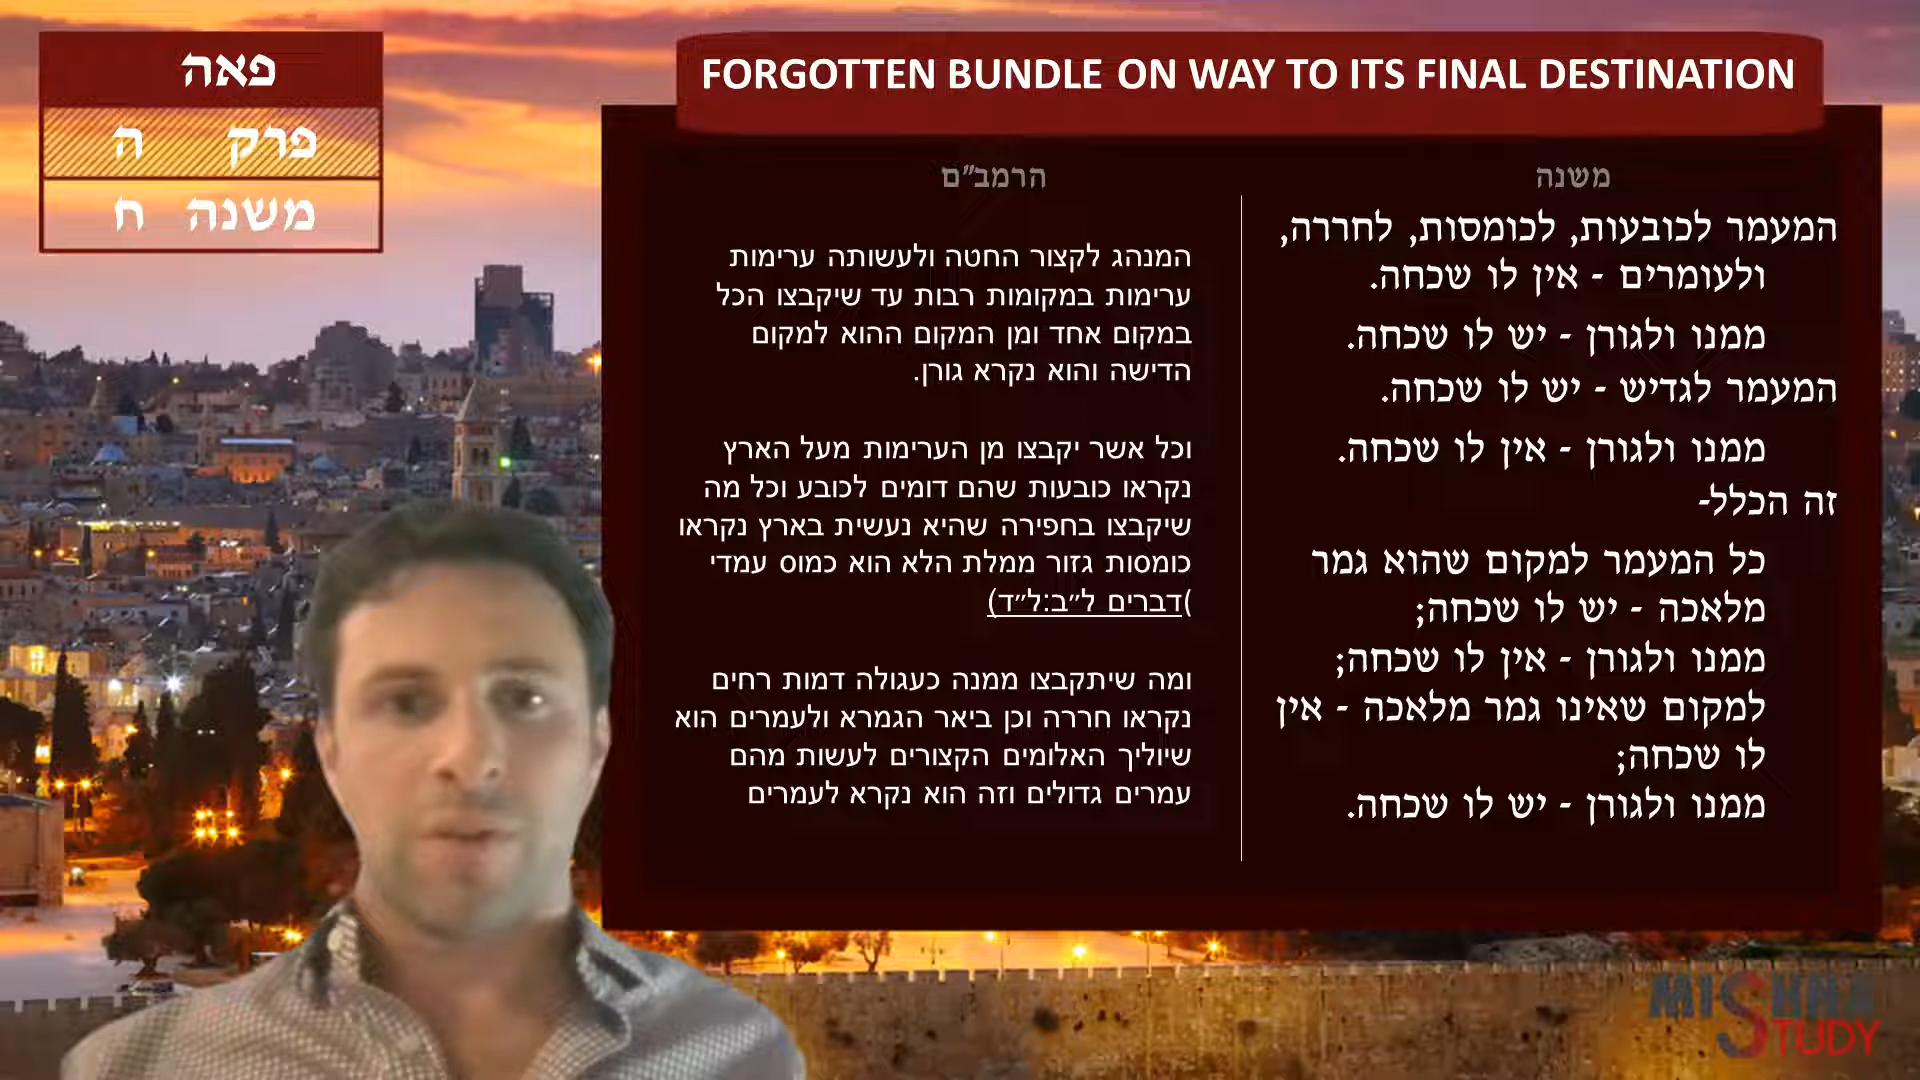 פאה
פרק ה
משנה ח
FORGOTTEN BUNDLE ON WAY TO ITS FINAL DESTINATION
משנה
המעמר לכובעות, לכומסות, לחררה,
ולעומרים - אין לו שכחה.
ממנו ולגורן - יש לו שכחה.
המעמר לגדיש - יש לו שכחה.
ממנו ולגורן - אין לו שכחה.
זה הכלל-
כל המעמר למקום שהוא גמר
מלאכה - יש לו שכחה;
ממנו ולגורן - אין לו שכחה;
למקום שאינו גמר מלאכה - אין
לו שכחה;
ממנו ולגורן - יש לו שכחה.
הרמב"ם
המנהג לקצור החטה ולעשותה ערימות
ערימות במקומות רבות עד שיקבצו הכל
במקום אחד ומן המקום ההוא למקום
הדישה והוא נקרא גורן.
וכל אשר יקבצו מן הערימות מעל הארץ
נקראו כובעות שהם דומים לכובע וכל מה
שיקבצו בחפירה שהיא נעשית בארץ נקראו
כומסות גזור ממלת הלא הוא כמוס עמדי
)דברים ל״ב:ל״ד)
ומה שיתקבצו ממנה כעגולה דמות רחים
נקראו חררה וכן ביאר הגמרא ולעמרים הוא
שיוליך האלומים הקצורים לעשות מהם
עמרים גדולים וזה הוא נקרא לעמרים
MISHNA
STUDY